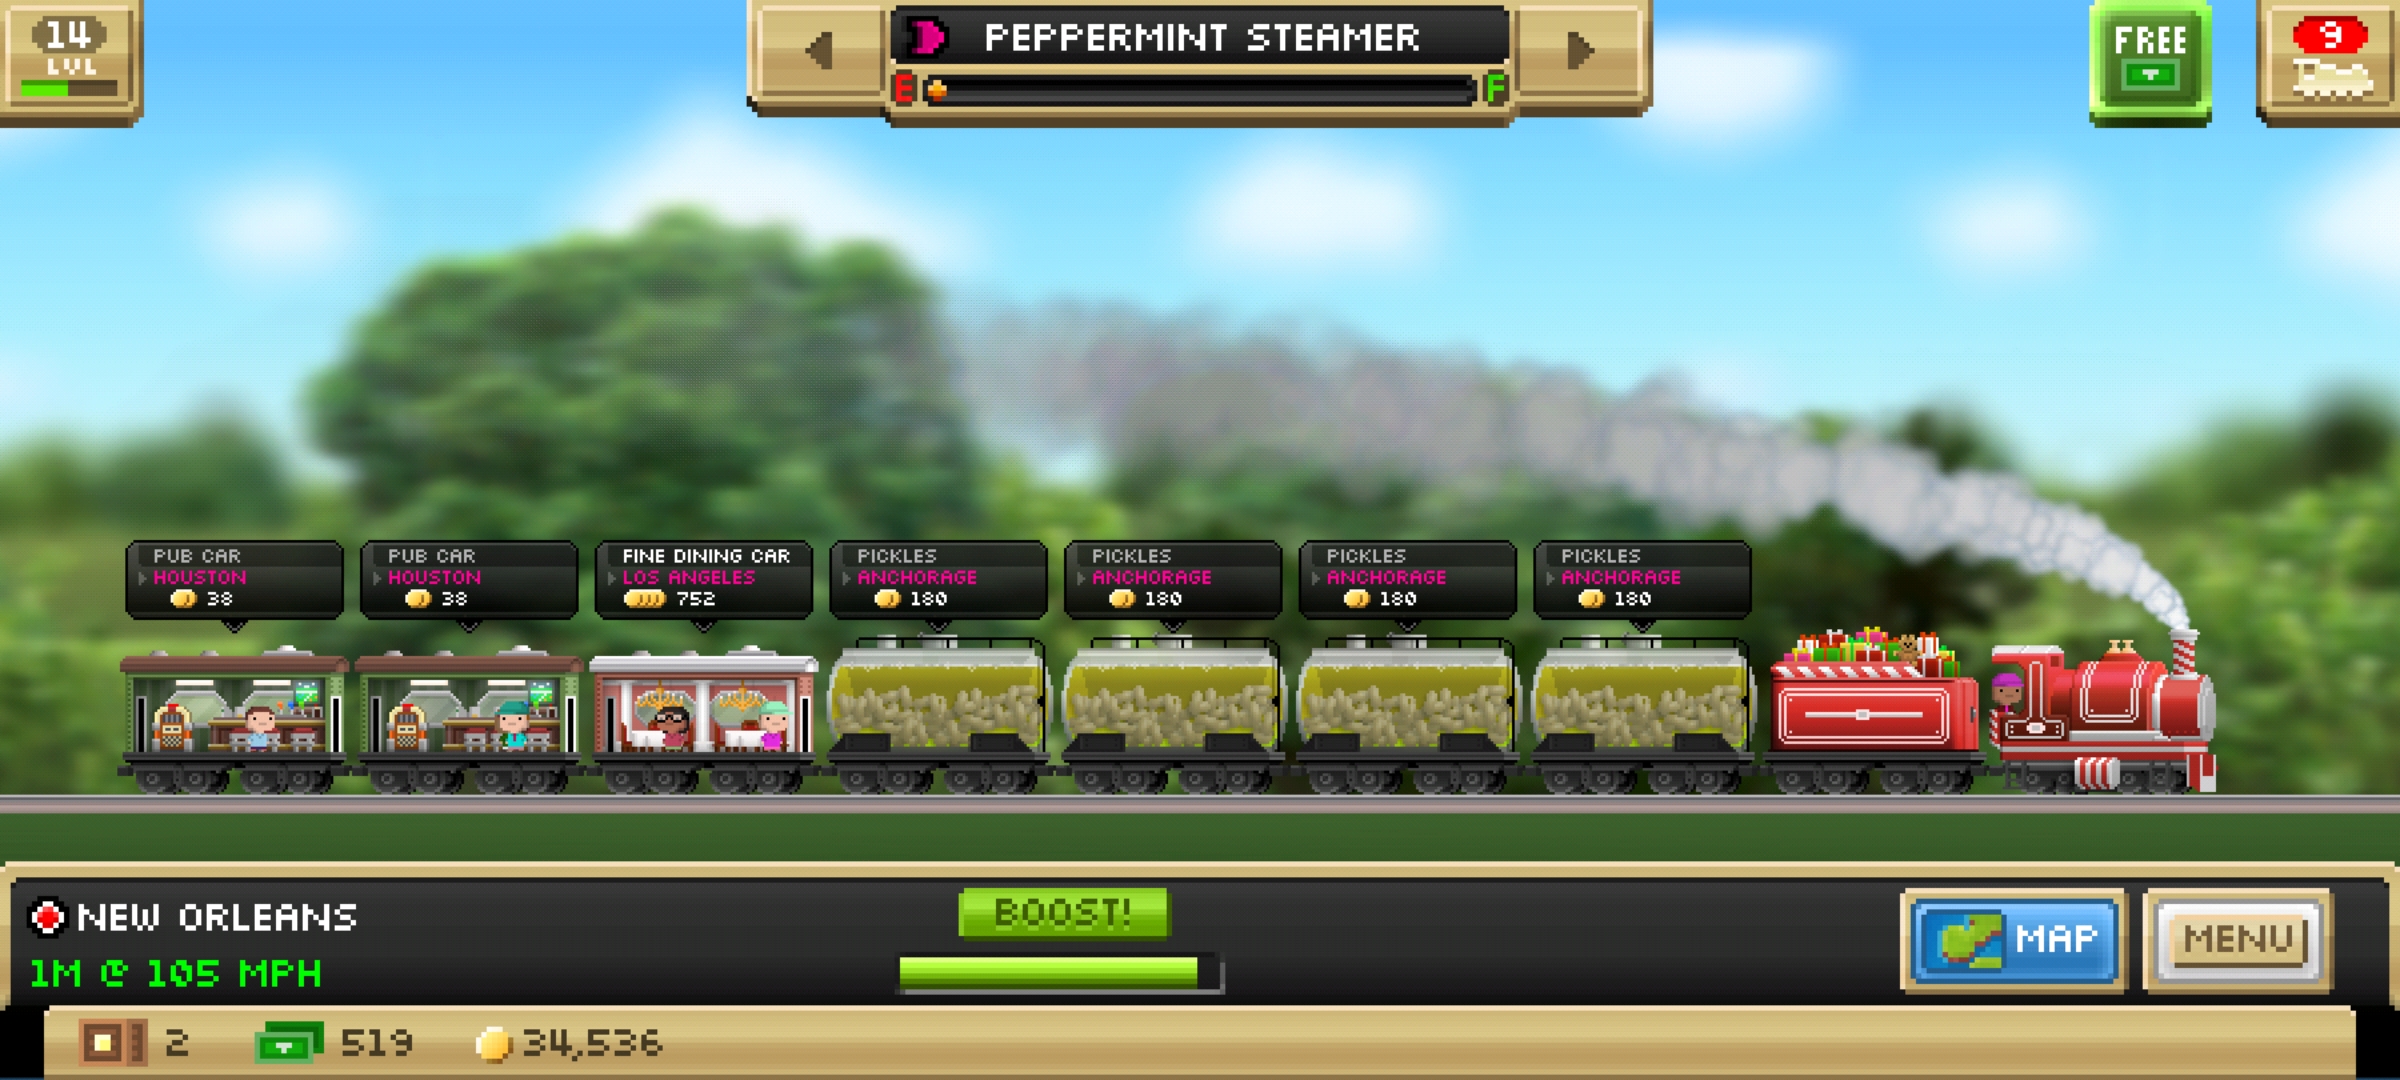 14
LVL
PEPPERMINT STEAMER
E F
FREE
9
PUB CAR
HOUSTON
38
PUB CAR
HOUSTON
38
FINE DINING CAR
LOS ANGELES
752
PICKLES
ANCHORAGE
180
PICKLES
ANCHORAGE
180
PICKLES
ANCHORAGE
180
PICKLES
ANCHORAGE
180
NEW ORLEANS
1M @ 105 MPH
BOOST!
MAP
MENU
2
519
34,536